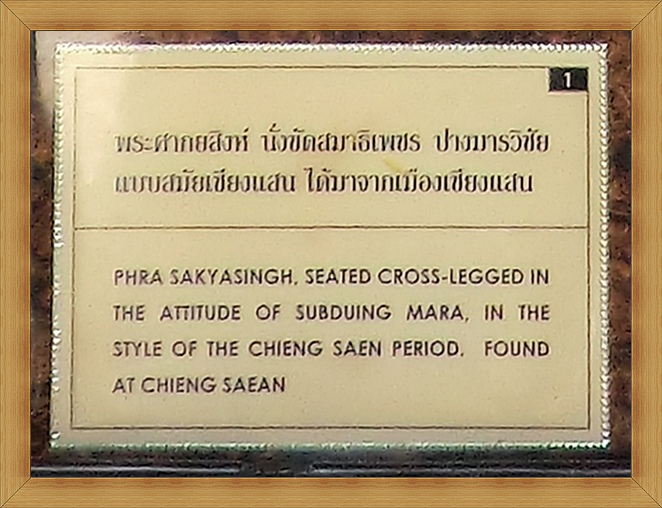 1
พระศากยสิงห์ นั่งขัดสมาธิเพชร ปางมารวิชัย
แบบสมัยเชียงแสน ได้มาจากเมืองเชียงแสน
PHRA SAKYASINGH, SEATED CROSS-LEGGED IN
THE ATTITUDE OF SUBDUING MARA, IN THE
STYLE OF THE CHIENG SAEN PERIOD. FOUND
AT CHIENG SAEAN